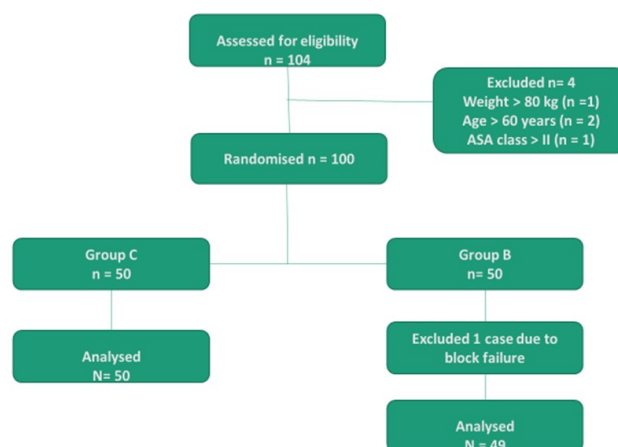 Assessed for eligibility
n = 104
Excluded n= 4
Weight > 80 kg (n =1)
Age > 60 years (n = 2)
ASA class > II (n = 1)
Randomised n = 100
Group C
n = 50
Group B
n= 50
Analysed
N= 50
Excluded 1 case due to
block failure
Analysed
N = 49